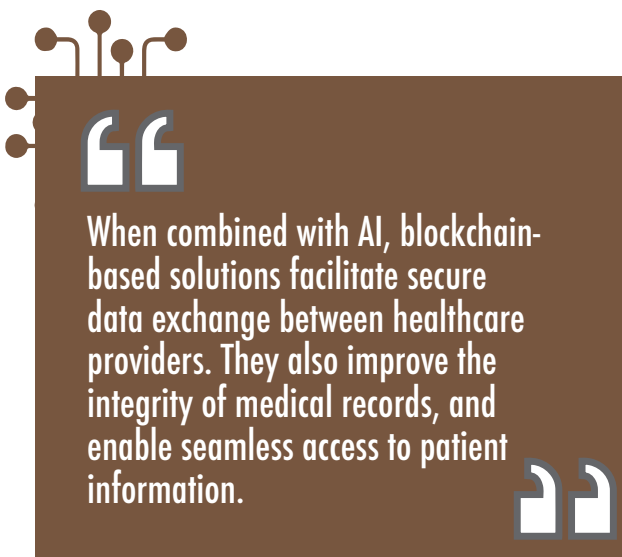 When combined with AI, blockchain-
based solutions facilitate secure
data exchange between healthcare
providers. They also improve the
integrity of medical records, and
enable seamless access to patient
information.